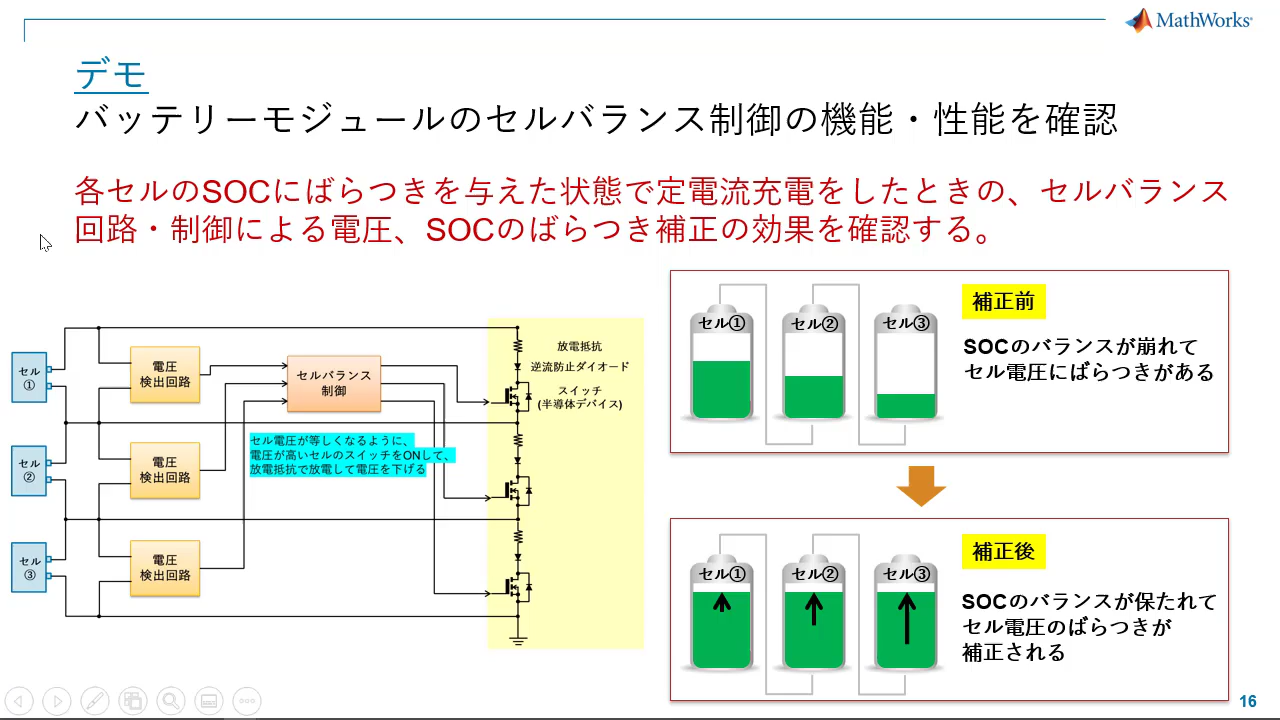 MathWorks
デモ
バッテリーモジュールのセルバランス制御の機能・性能を確認
各セルのSOCにばらつきを与えた状態で定電流充電をしたときの、セルバランス
回路・制御による電圧、SOCのばらつき補正の効果を確認する。
セル
①
電圧
検出回路
セルバランス
制御
放電抵抗
逆流防止ダイオード
スイッチ
(半導体デバイス)
セル電圧が等しくなるように、
電圧が高いセルのスイッチをONして、
放電抵抗で放電して電圧を下げる
セル
②
電圧
検出回路
セル
③
電圧
検出回路
セル①
セル②
セル③
補正前
SOCのバランスが崩れて
セル電圧にばらつきがある
セル①
セル②
セル③
補正後
SOCのバランスが保たれて
セル電圧のばらつきが
補正される
16